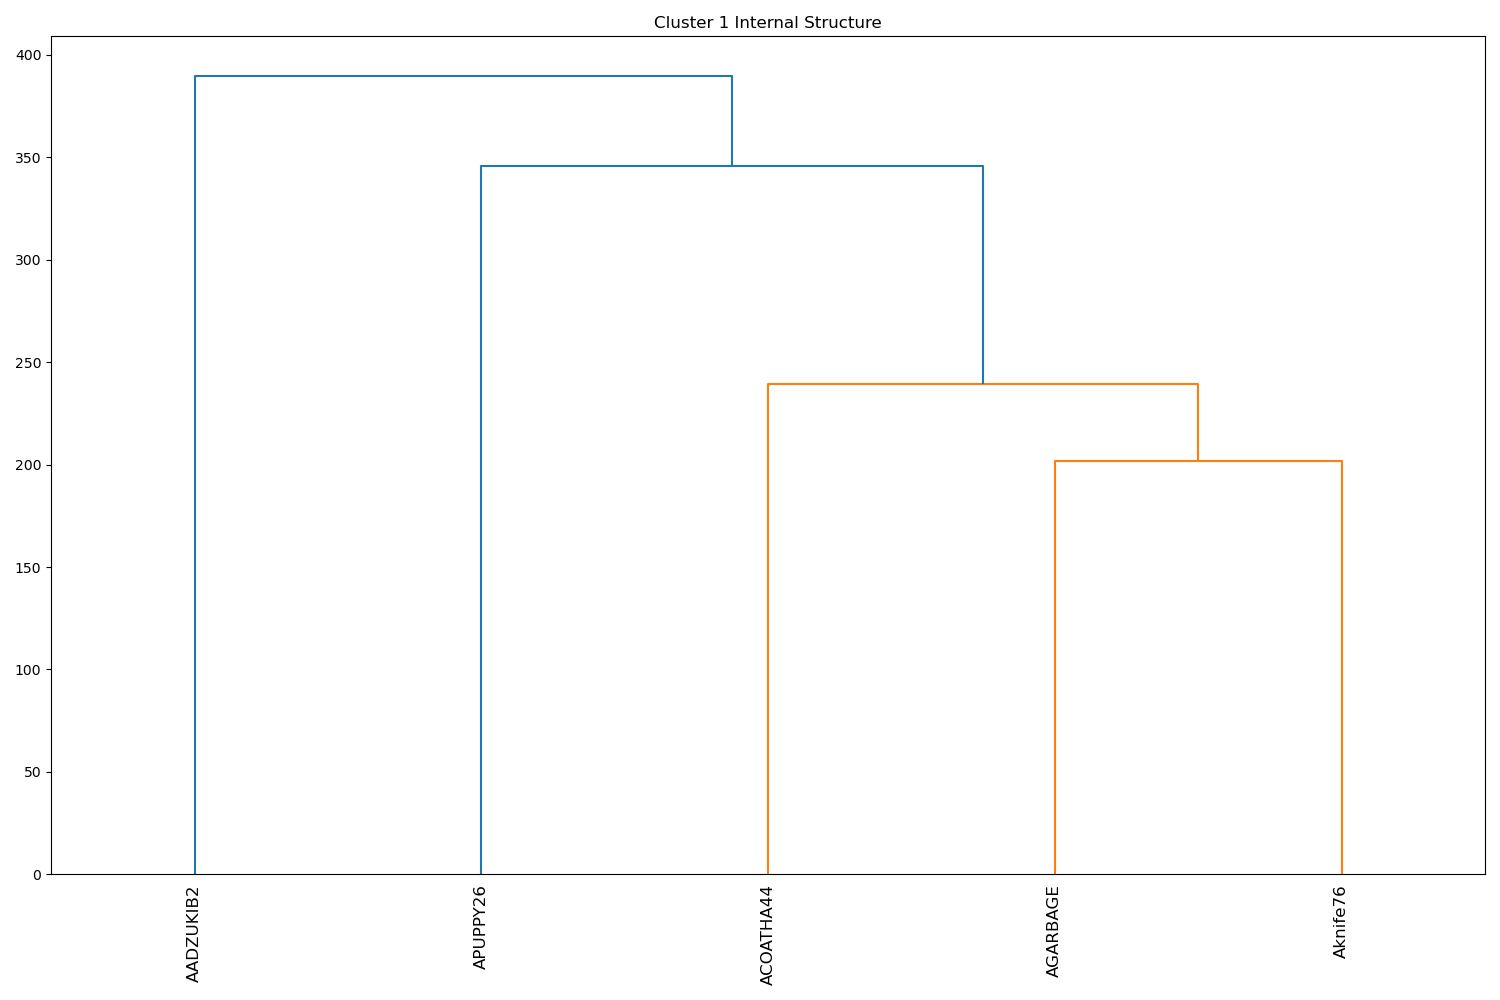 Cluster 1 Internal Structure
400
350
300
250
200
150
100
50
0
AADZUKIB2
APUPPY26
ACOATHA44
AGARBAGE
Aknife76